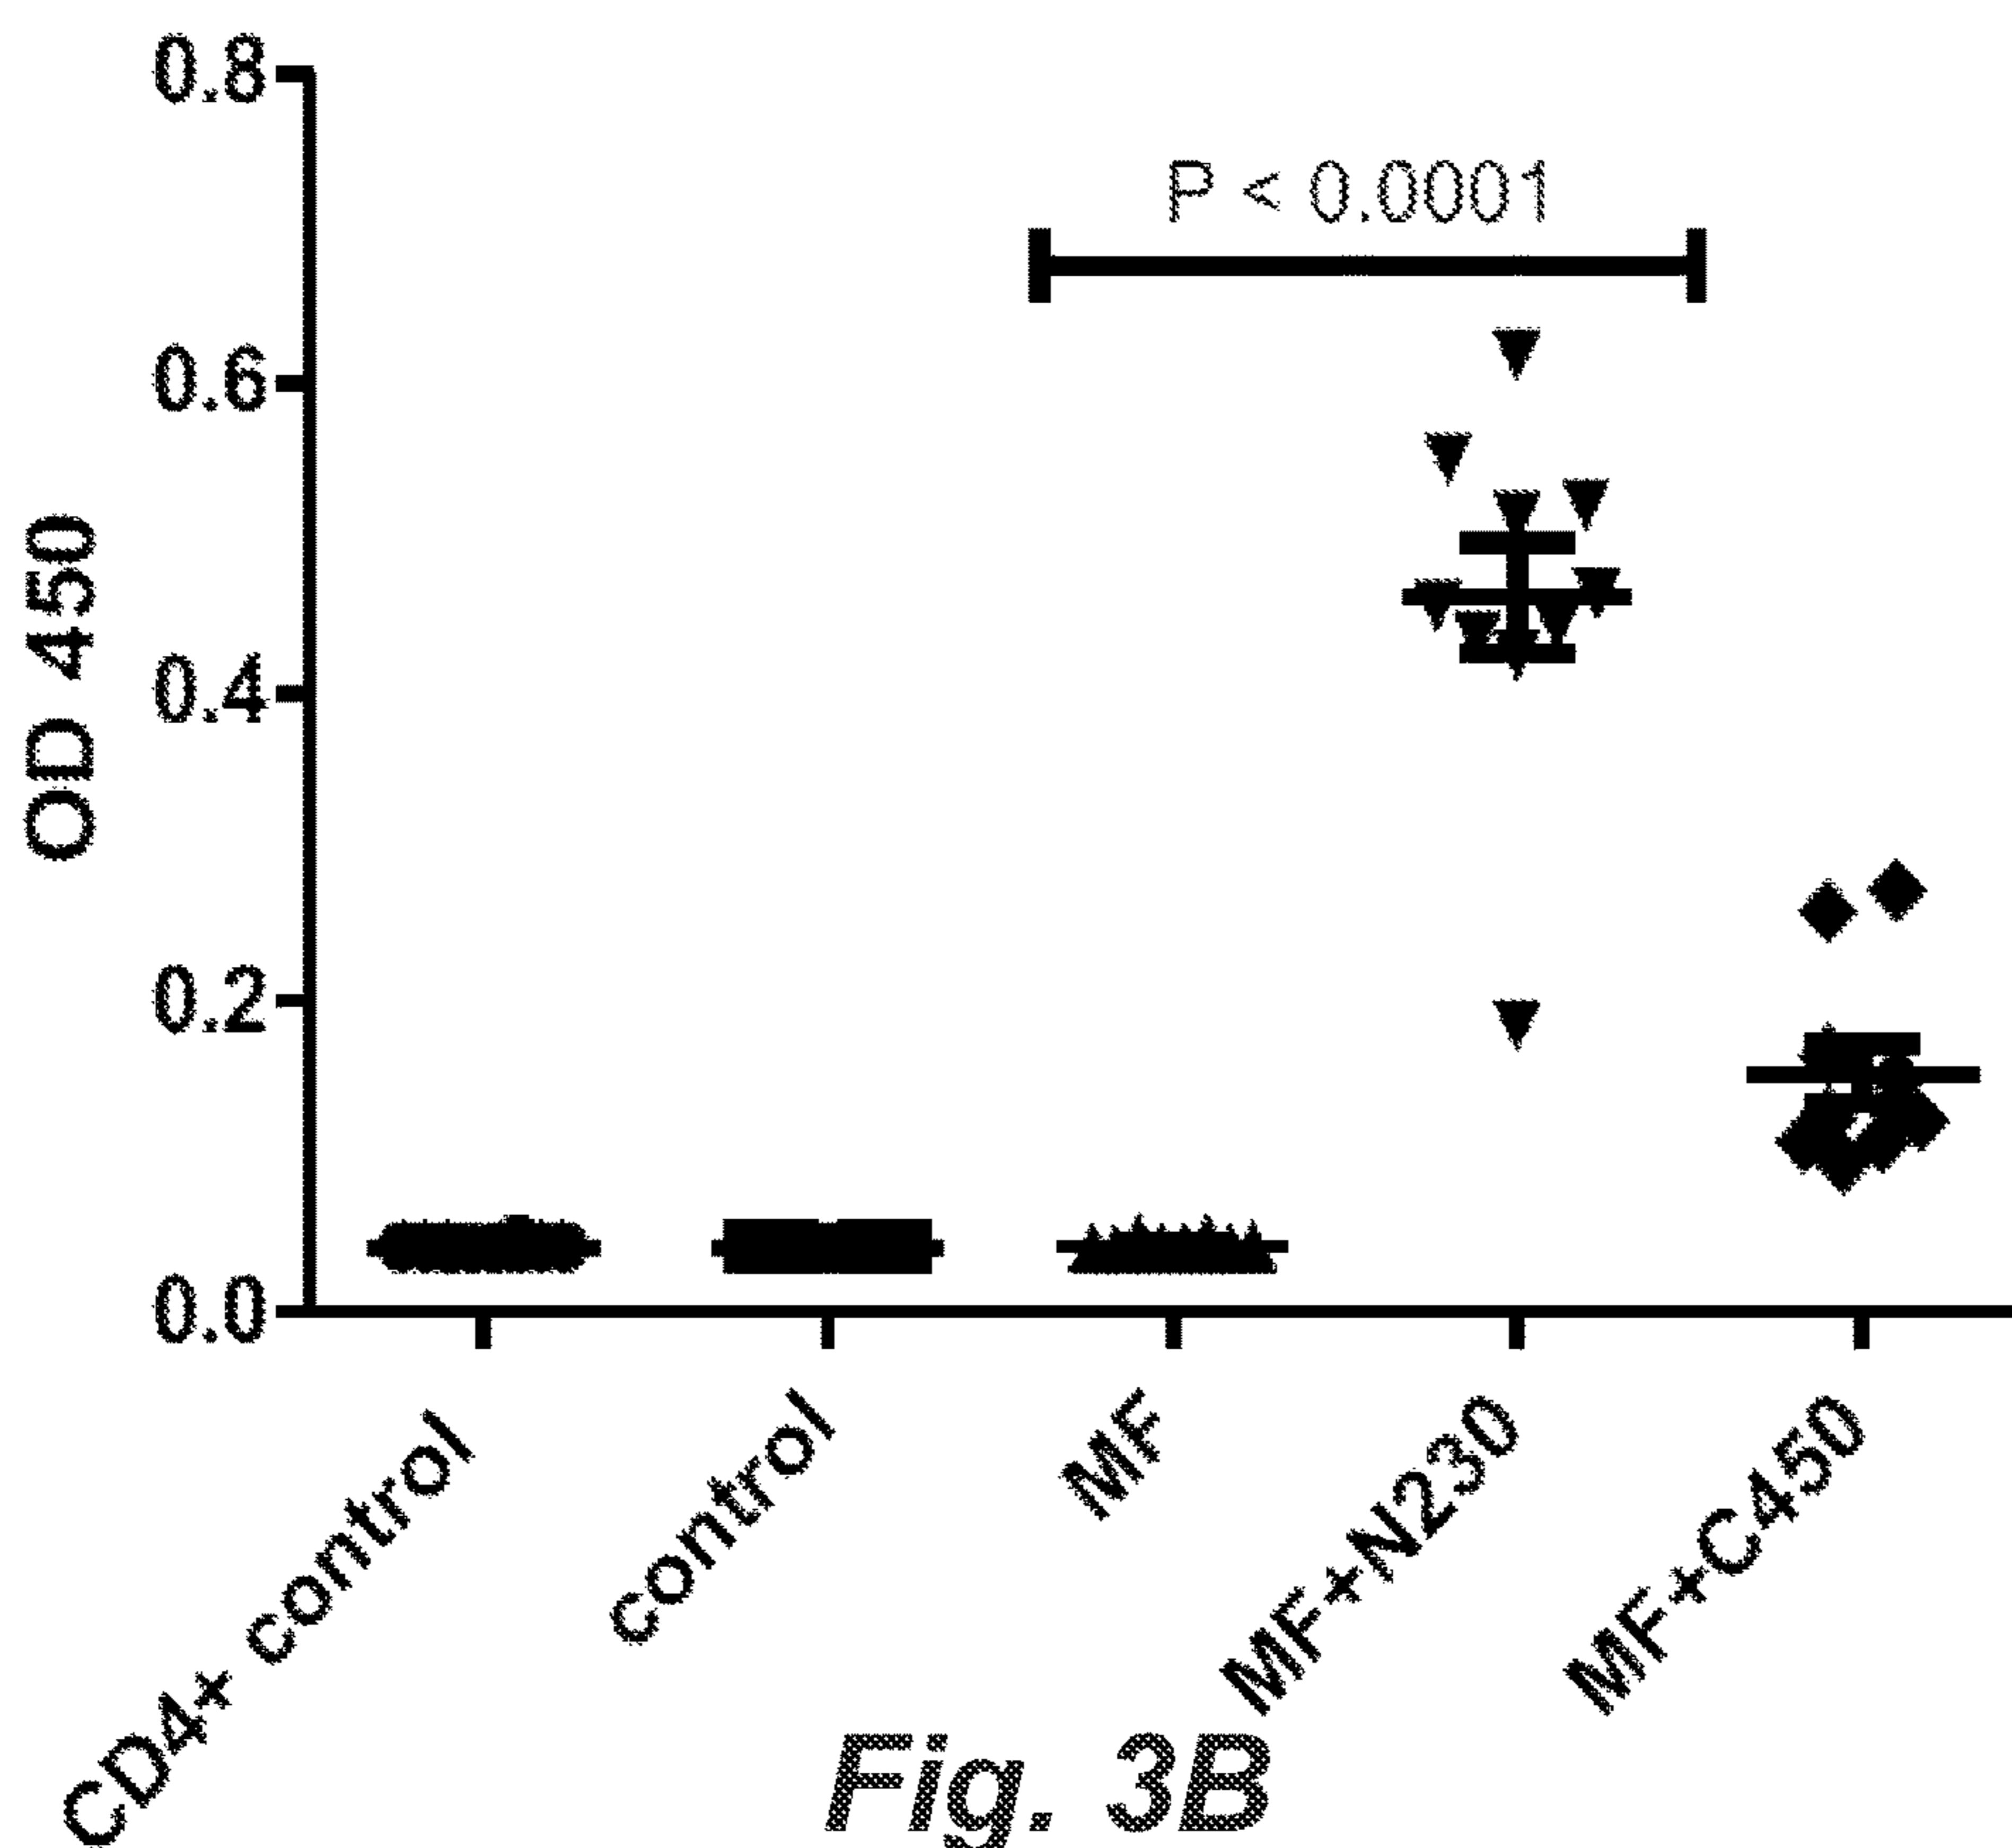 0.8
P < 0.0001
0.6
OD 450
0.4
0.2
0.0
CD4+ control
control
MF
MF+N230
MF+C450
Fig. 3B